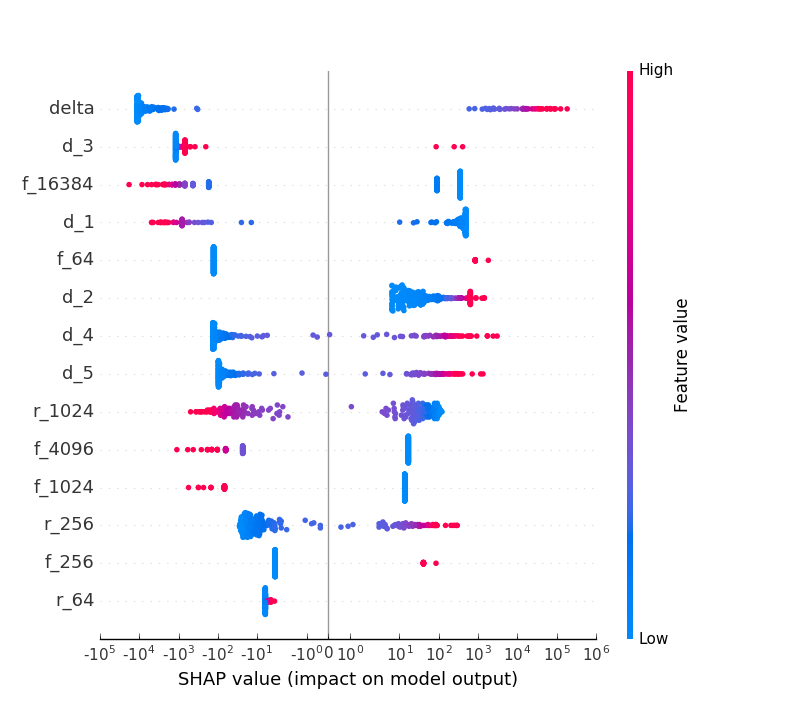 High
delta
d_3
f_16384
d_1
f_64
d_2
d_4
d_5
r_1024
f_4096
f_1024
r_256
f_256
r_64
Feature value
Low
-10^5 -10^4 -10^3 -10^2 -10^1 -10^0 0 10^0 10^1 10^2 10^3 10^4 10^5 10^6
SHAP value (impact on model output)